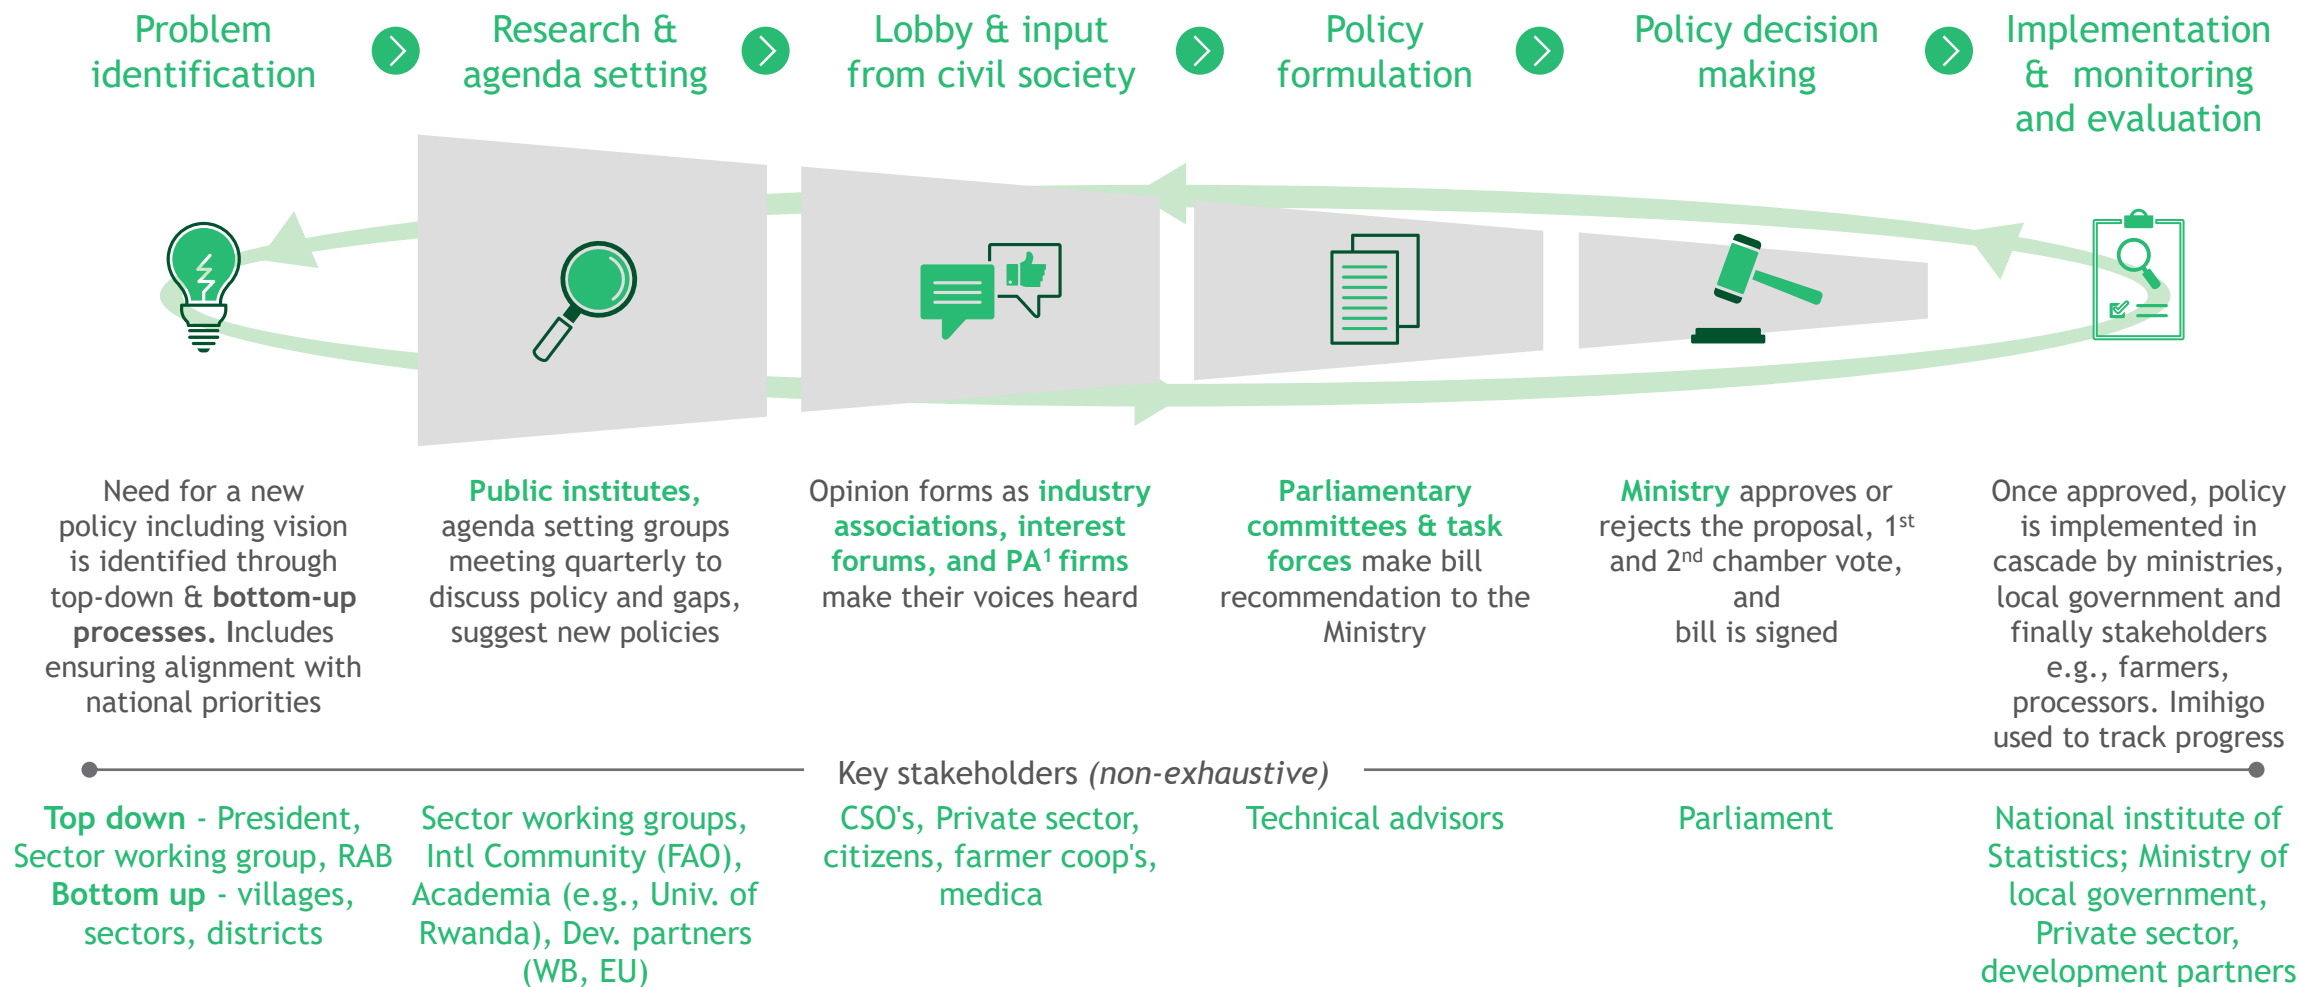 Problem
identification
Research &
agenda setting
Lobby & input
from civil society
Policy
formulation
Policy decision
making
Implementation
& monitoring
and evaluation
Need for a new
policy including vision
is identified through
top-down & bottom-up
processes. Includes
ensuring alignment with
national priorities
Public institutes,
agenda setting groups
meeting quarterly to
discuss policy and gaps,
suggest new policies
Opinion forms as industry
associations, interest
forums, and PA¹ firms
make their voices heard
Parliamentary
committees & task
forces make bill
recommendation to the
Ministry
Ministry approves or
rejects the proposal, 1st
and 2nd chamber vote,
and
bill is signed
Once approved, policy
is implemented in
cascade by ministries,
local government and
finally stakeholders
e.g., farmers,
processors. Imihigo
used to track progress
Key stakeholders (non-exhaustive)
Top down - President,
Sector working group, RAB
Bottom up - villages,
sectors, districts
Sector working groups,
Intl Community (FAO),
Academia (e.g., Univ. of
Rwanda), Dev. partners
(WB, EU)
CSO's, Private sector,
citizens, farmer coop's,
medica
Technical advisors
Parliament
National institute of
Statistics; Ministry of
local government,
Private sector,
development partners